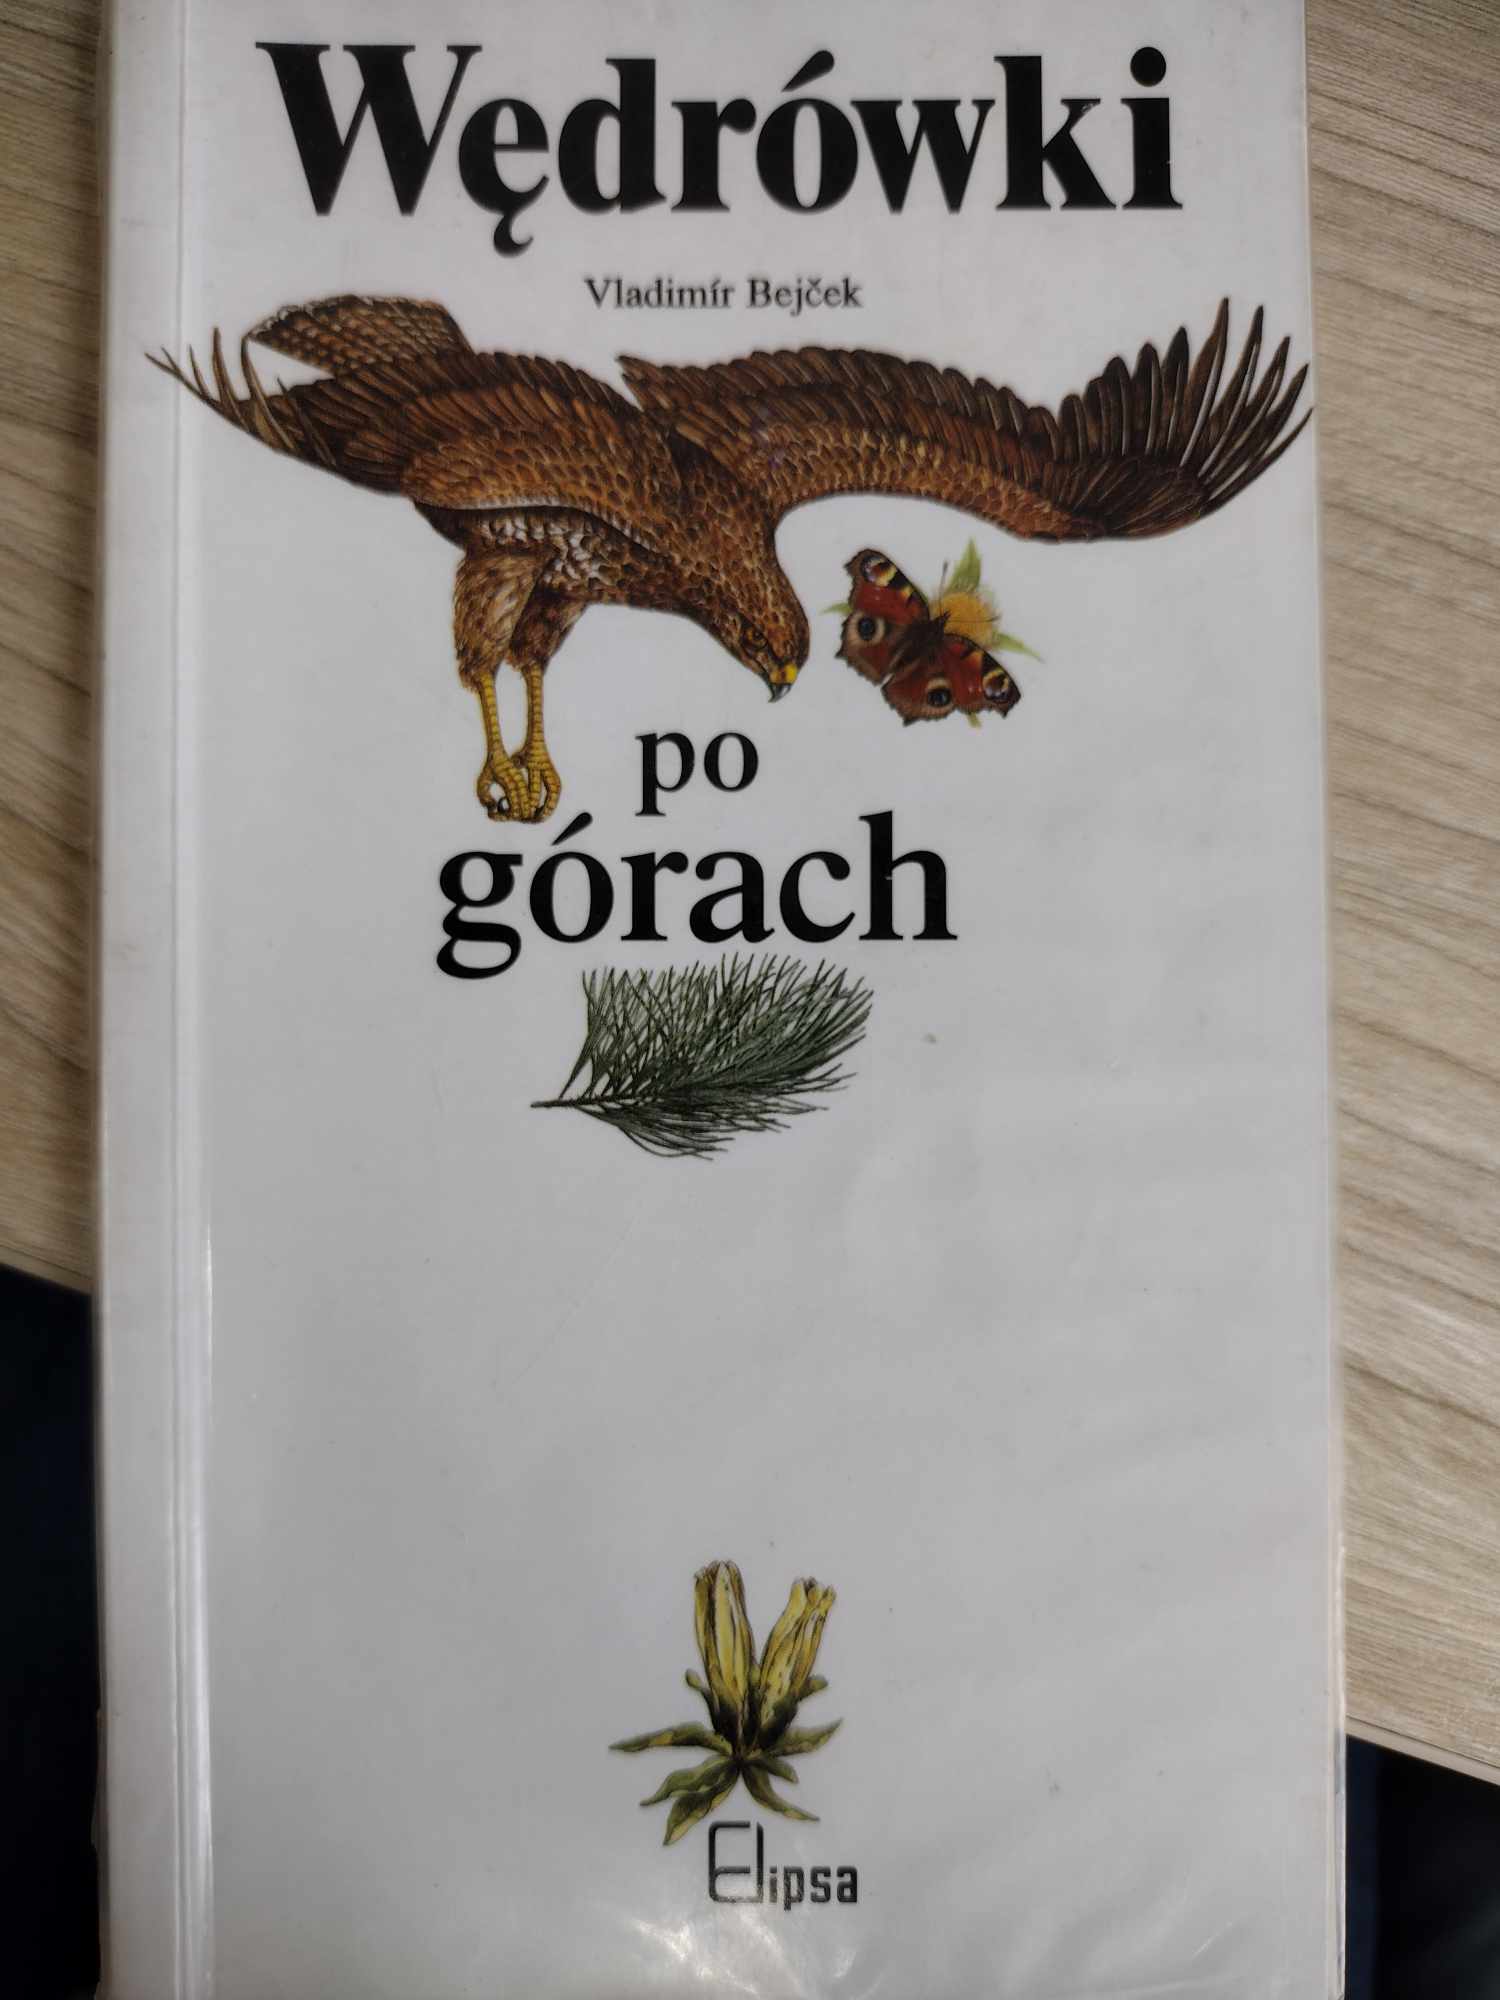 Wędrówki
Vladimír Bejček
po
górach
Elipsa